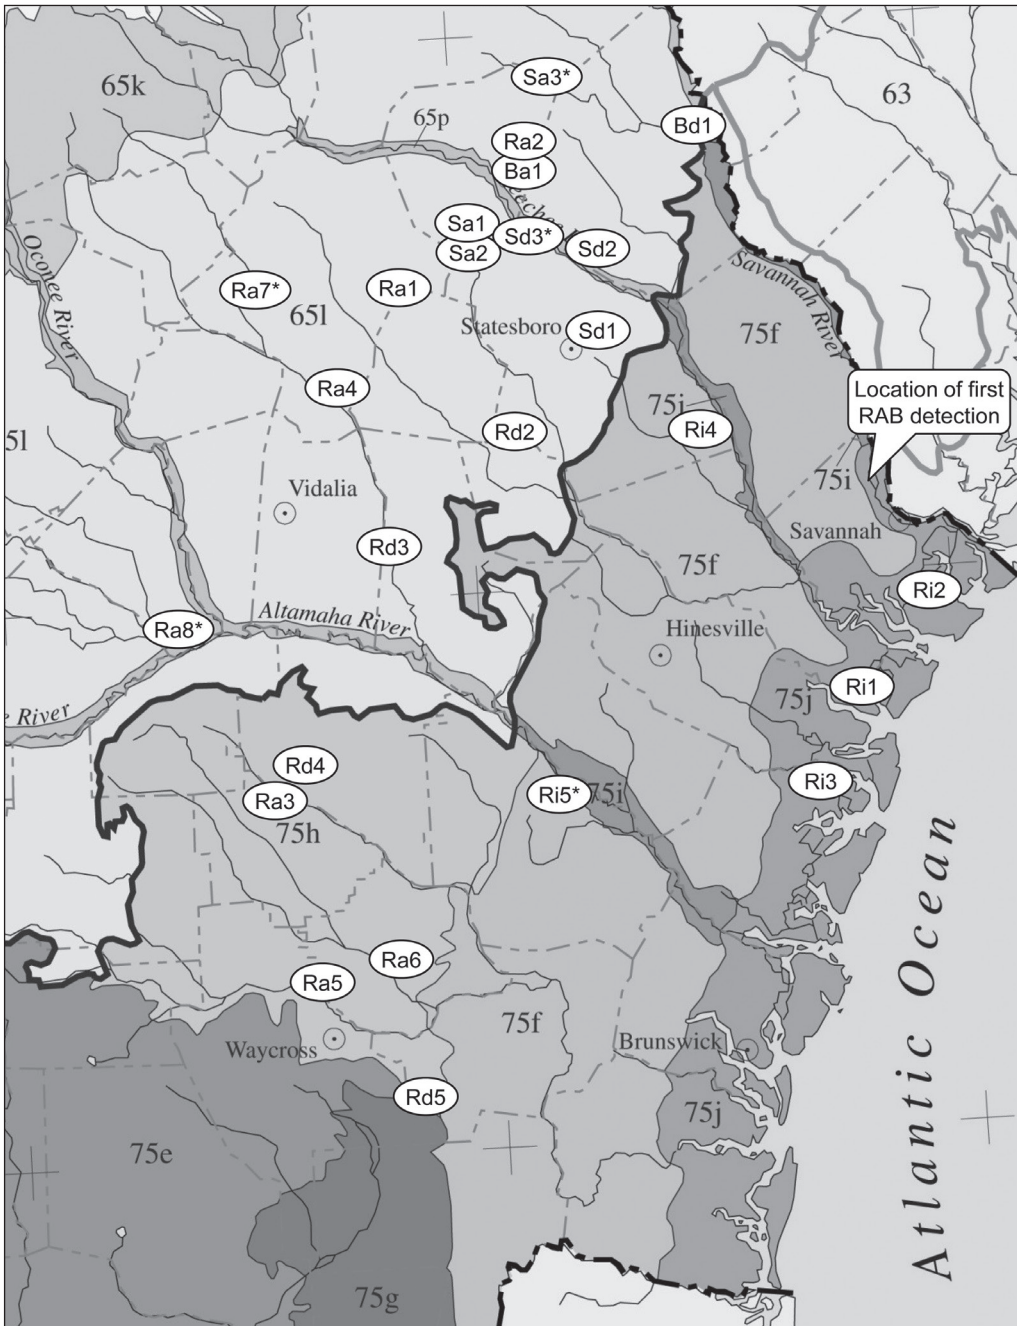 65k
Sa3*
63
65p
Bd1
Ra2
Ba1
Sa1
Sd3*
Sa2
Sd2
Oconee River
Savannah River
Ra7*
Ra1
65l
Statesboro
Sd1
75f
Location of first
RAB detection
Ra4
75i
Ri4
Rd2
5l
75i
Vidalia
Savannah
Rd3
75f
Ri2
Altamaha River
Ra8*
Hinesville
Ri1
75j
e River
Rd4
Ri3
Ra3
Ri5*
75i
75h
Atlantic Ocean
Ra6
Ra5
75f
Waycross
Brunswick
Rd5
75j
75e
75g